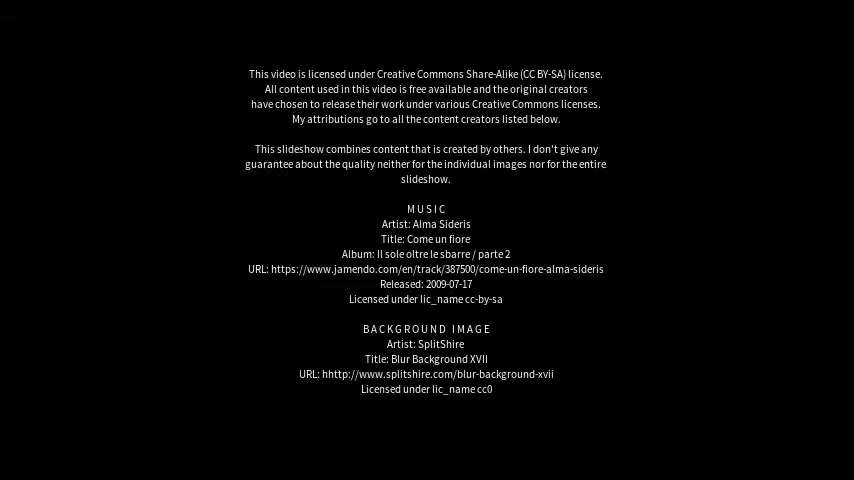 This video is licensed under Creative Commons Share-Alike (CC BY-SA) license.
All content used in this video is free available and the original creators
have chosen to release their work under various Creative Commons licenses.
My attributions go to all the content creators listed below.
This slideshow combines content that is created by others. I don't give any
guarantee about the quality neither for the individual images nor for the entire
slideshow.
MUSIC
Artist: Alma Sideris
Title: Come un fiore
Album: Il sole oltre le sbarre / parte 2
URL: https://www.jamendo.com/en/track/387500/come-un-fiore-alma-sideris
Released: 2009-07-17
Licensed under lic_name cc-by-sa
BACKGROUND IMAGE
Artist: SplitShire
Title: Blur Background XVII
URL: hhttp://www.splitshire.com/blur-background-xvii
Licensed under lic_name cc0